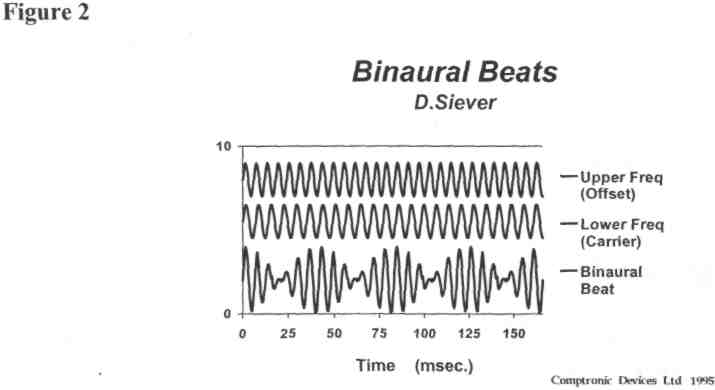 Figure 2
Binaural Beats
D.Siever
10
Upper Freq
(Offset)
Lower Freq
(Carrier)
Binaural
Beat
0
0 25 50 75 100 125 150
Time (msec.)
Comptronic Devices Ltd 1995